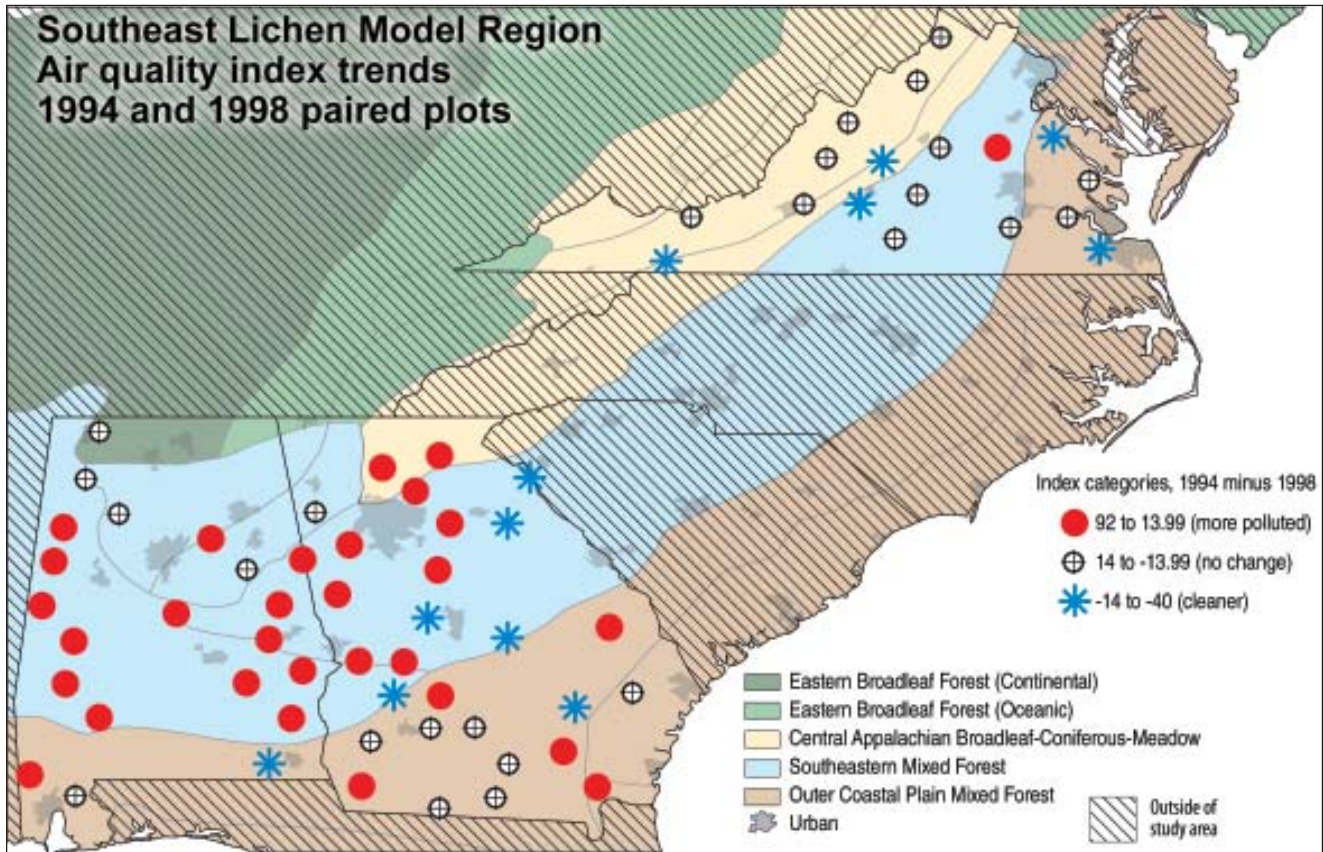 Southeast Lichen Model Region
Air quality index trends
1994 and 1998 paired plots
Index categories, 1994 minus 1998
92 to 13.99 (more polluted)
14 to -13.99 (no change)
-14 to -40 (cleaner)
Eastern Broadleaf Forest (Continental)
Eastern Broadleaf Forest (Oceanic)
Central Appalachian Broadleaf-Coniferous-Meadow
Southeastern Mixed Forest
Outer Coastal Plain Mixed Forest
Urban
Outside of
study area